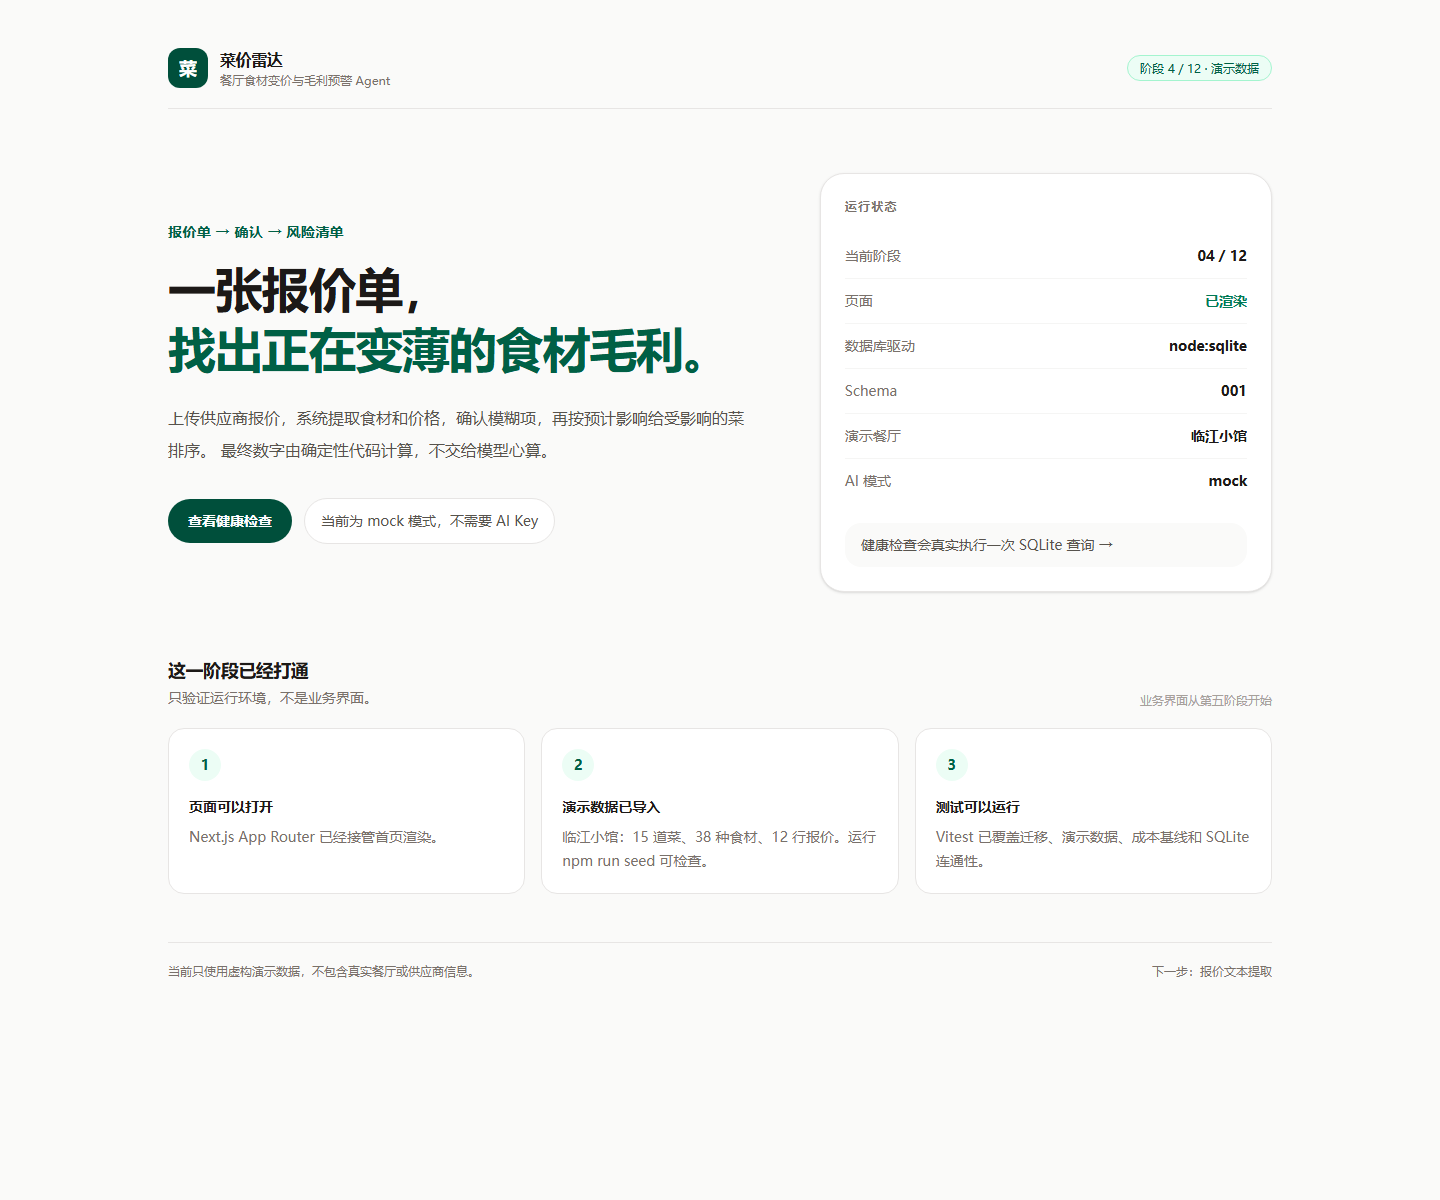 菜
菜价雷达
餐厅食材变价与毛利预警 Agent
阶段 4 / 12 · 演示数据
报价单 → 确认 → 风险清单
一张报价单，
找出正在变薄的食材毛利。
上传供应商报价，系统提取食材和价格，确认模糊项，再按预计影响给受影响的菜
排序。 最终数字由确定性代码计算，不交给模型心算。
查看健康检查
当前为 mock 模式，不需要 AI Key
运行状态
当前阶段 04 / 12
页面 已渲染
数据库驱动 node:sqlite
Schema 001
演示餐厅 临江小馆
AI 模式 mock
健康检查会真实执行一次 SQLite 查询 →
这一阶段已经打通
只验证运行环境，不是业务界面。
业务界面从第五阶段开始
1
页面可以打开
Next.js App Router 已经接管首页渲染。
2
演示数据已导入
临江小馆：15 道菜、38 种食材、12 行报价。运行
npm run seed 可检查。
3
测试可以运行
Vitest 已覆盖迁移、演示数据、成本基线和 SQLite
连通性。
当前只使用虚构演示数据，不包含真实餐厅或供应商信息。
下一步：报价文本提取